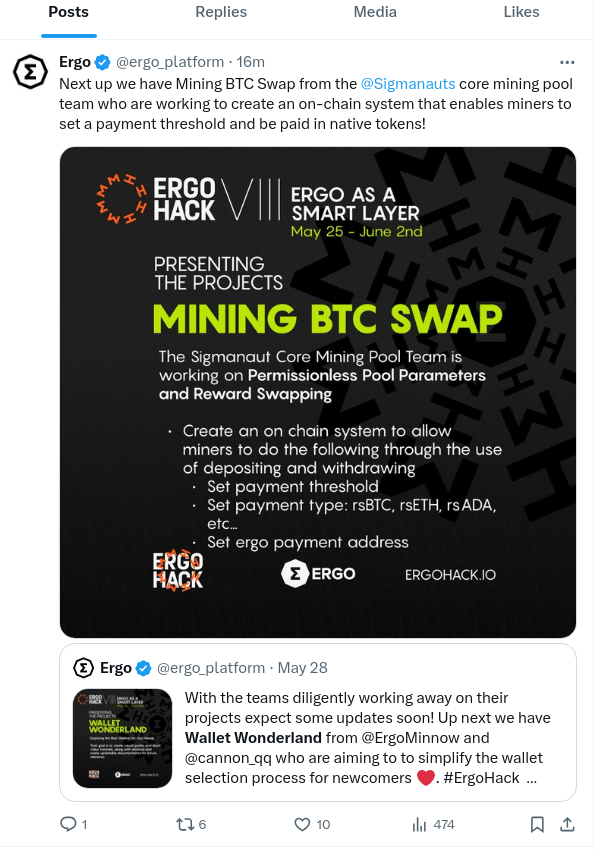 Posts Replies Media Likes
Ergo @ergo_platform · 16m
Next up we have Mining BTC Swap from the @Sigmanauts core mining pool
team who are working to create an on-chain system that enables miners to
set a payment threshold and be paid in native tokens!
ERGO
HACK
VIII
ERGO AS A
SMART LAYER
May 25 - June 2nd
PRESENTING
THE PROJECTS
MINING BTC SWAP
The Sigmanaut Core Mining Pool Team is
working on Permissionless Pool Parameters
and Reward Swapping
· Create an on chain system to allow
miners to do the following through the use
of depositing and withdrawing
· Set payment threshold
· Set payment type: rsBTC, rsETH, rsADA,
etc...
· Set ergo payment address
ERGO
HACK
ERGO
ERGOHACK.IO
Ergo @ergo_platform · May 28
WALLET
WONDERLAND
With the teams diligently working away on their
projects expect some updates soon! Up next we have
Wallet Wonderland from @ErgoMinnow and
@cannon_qq who are aiming to to simplify the wallet
selection process for newcomers ❤️. #ErgoHack ...
1 6 10 474